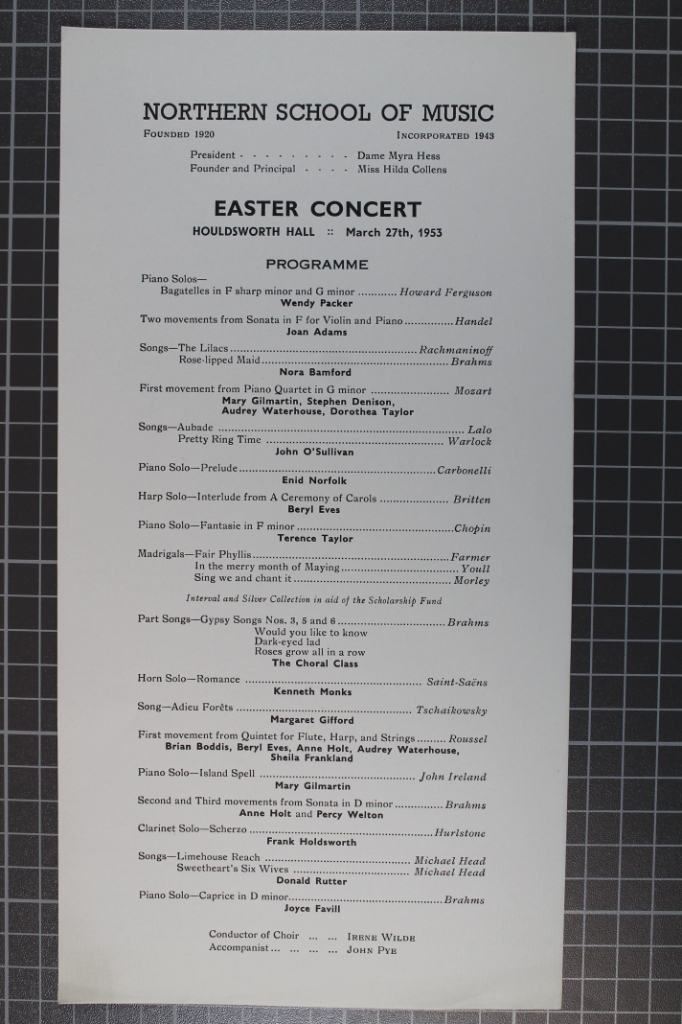 NORTHERN SCHOOL OF MUSIC
FOUNDED 1920 INCORPORATED 1943
President - - - - - - - - - Dame Myra Hess
Founder and Principal - - - - Miss Hilda Collens
EASTER CONCERT
HOULDSWORTH HALL :: March 27th, 1953
PROGRAMME
Piano Solos—
Bagatelles in F sharp minor and G minor ............ Howard Ferguson
Wendy Packer
Two movements from Sonata in F for Violin and Piano ............... Handel
Joan Adams
Songs—The Lilacs ............ Rachmaninoff
Rose-lipped Maid ............ Brahms
Nora Bamford
First movement from Piano Quartet in G minor ............ Mozart
Mary Gilmartin, Stephen Denison,
Audrey Waterhouse, Dorothea Taylor
Songs—Aubade ............ Lalo
Pretty Ring Time ............ Warlock
John O'Sullivan
Piano Solo—Prelude ............ Carbonelli
Enid Norfolk
Harp Solo—Interlude from A Ceremony of Carols ............ Britten
Beryl Eves
Piano Solo—Fantasie in F minor ............ Chopin
Terence Taylor
Madrigals—Fair Phyllis ............ Farmer
In the merry month of Maying ............ Youll
Sing we and chant it ............ Morley
Interval and Silver Collection in aid of the Scholarship Fund
Part Songs—Gypsy Songs Nos. 3, 5 and 6 ............ Brahms
Would you like to know
Dark-eyed lad
Roses grow all in a row
The Choral Class
Horn Solo—Romance ............ Saint-Saëns
Kenneth Monks
Song—Adieu Forêts ............ Tschaikowsky
Margaret Gifford
First movement from Quintet for Flute, Harp, and Strings ......... Roussel
Brian Boddis, Beryl Eves, Anne Holt, Audrey Waterhouse,
Sheila Frankland
Piano Solo—Island Spell ............ John Ireland
Mary Gilmartin
Second and Third movements from Sonata in D minor ............ Brahms
Anne Holt and Percy Welton
Clarinet Solo—Scherzo ............ Hurlstone
Frank Holdsworth
Songs—Limehouse Reach ............ Michael Head
Sweetheart's Six Wives ............ Michael Head
Donald Rutter
Piano Solo—Caprice in D minor ............ Brahms
Joyce Favill
Conductor of Choir ... ... IRENE WILDE
Accompanist ... ... ... ... JOHN PYE